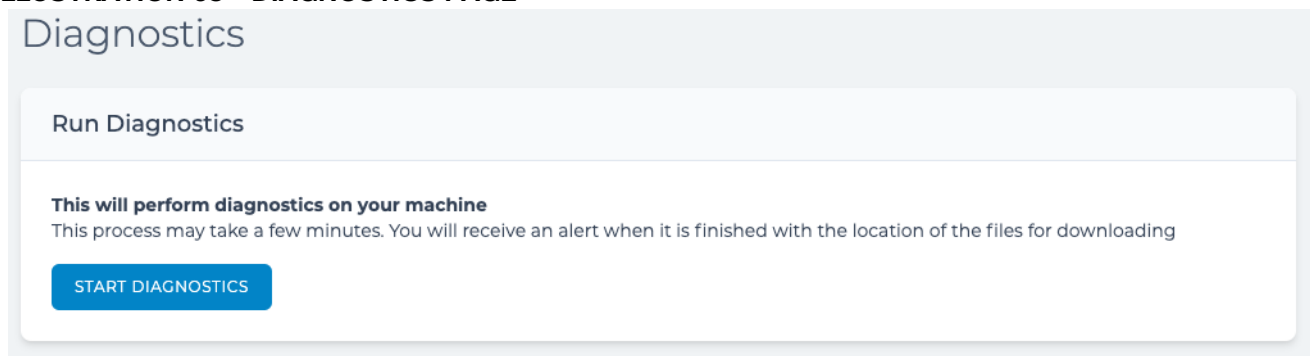 Diagnostics
Run Diagnostics
This will perform diagnostics on your machine
This process may take a few minutes. You will receive an alert when it is finished with the location of the files for downloading
START DIAGNOSTICS